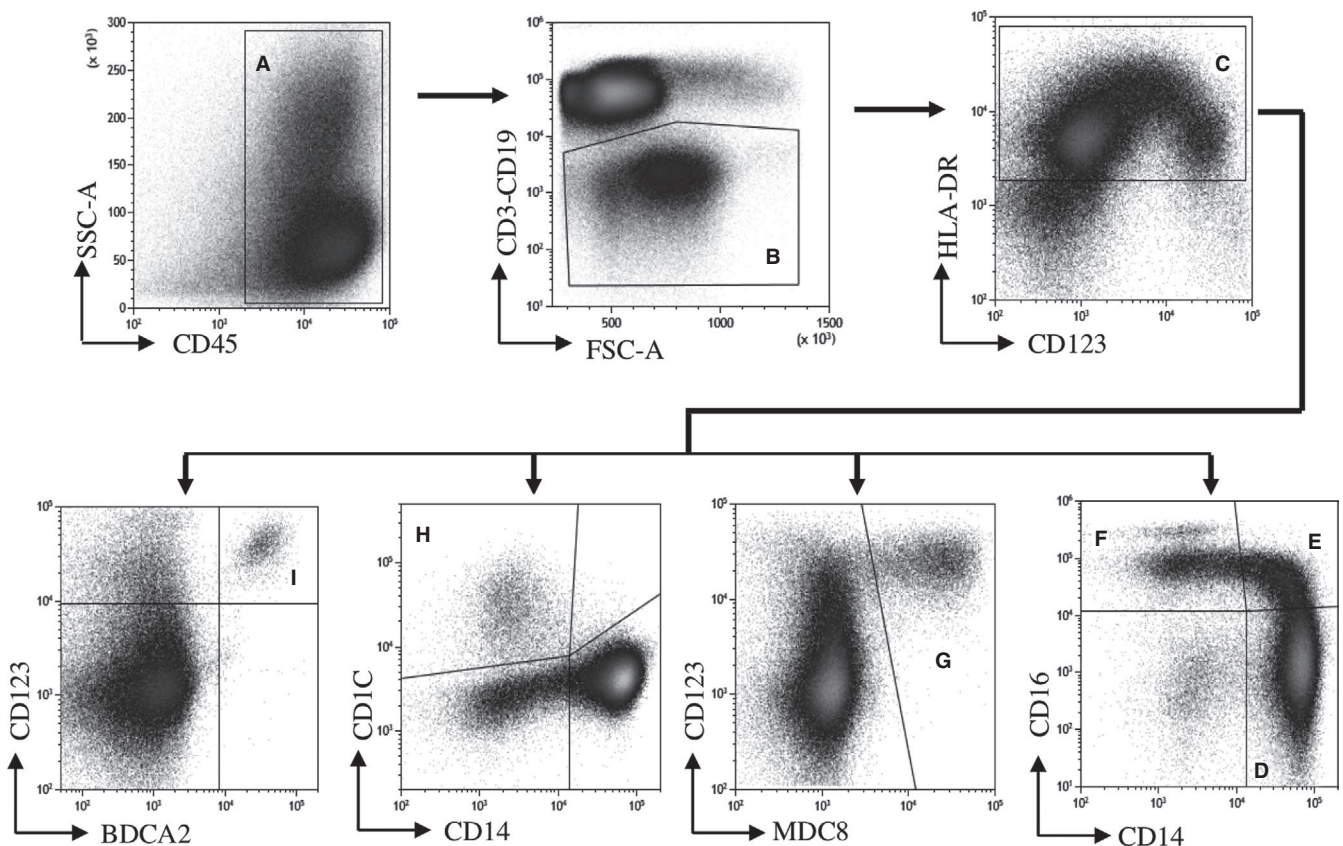 300
(x 10³)
250
200
150
100
50
0
SSC-A
A
10² 10³ 10⁴ 10⁵
CD45
10⁶
10⁵
10⁴
10³
10²
10¹
CD3-CD19
B
500 1000 1500
(x 10³)
FSC-A
10⁵
10⁴
10³
10²
HLA-DR
C
10² 10³ 10⁴ 10⁵
CD123
10⁵
10⁴
10³
10²
CD123
I
10² 10³ 10⁴ 10⁵
BDCA2
H
10⁵
10⁴
10³
CD1C
10² 10³ 10⁴ 10⁵
CD14
10⁵
10⁴
10³
10²
CD123
G
10² 10³ 10⁴ 10⁵
MDC8
10⁶
10⁵
10⁴
10³
10²
10¹
CD16
F
E
D
10² 10³ 10⁴ 10⁵
CD14